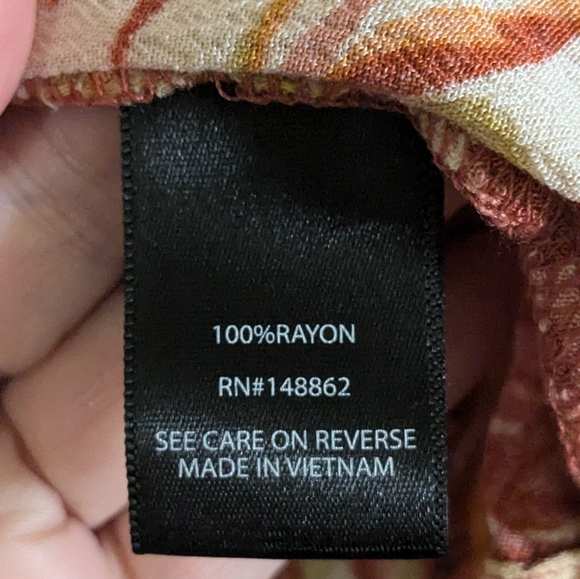 100%RAYON
RN#148862
SEE CARE ON REVERSE
MADE IN VIETNAM